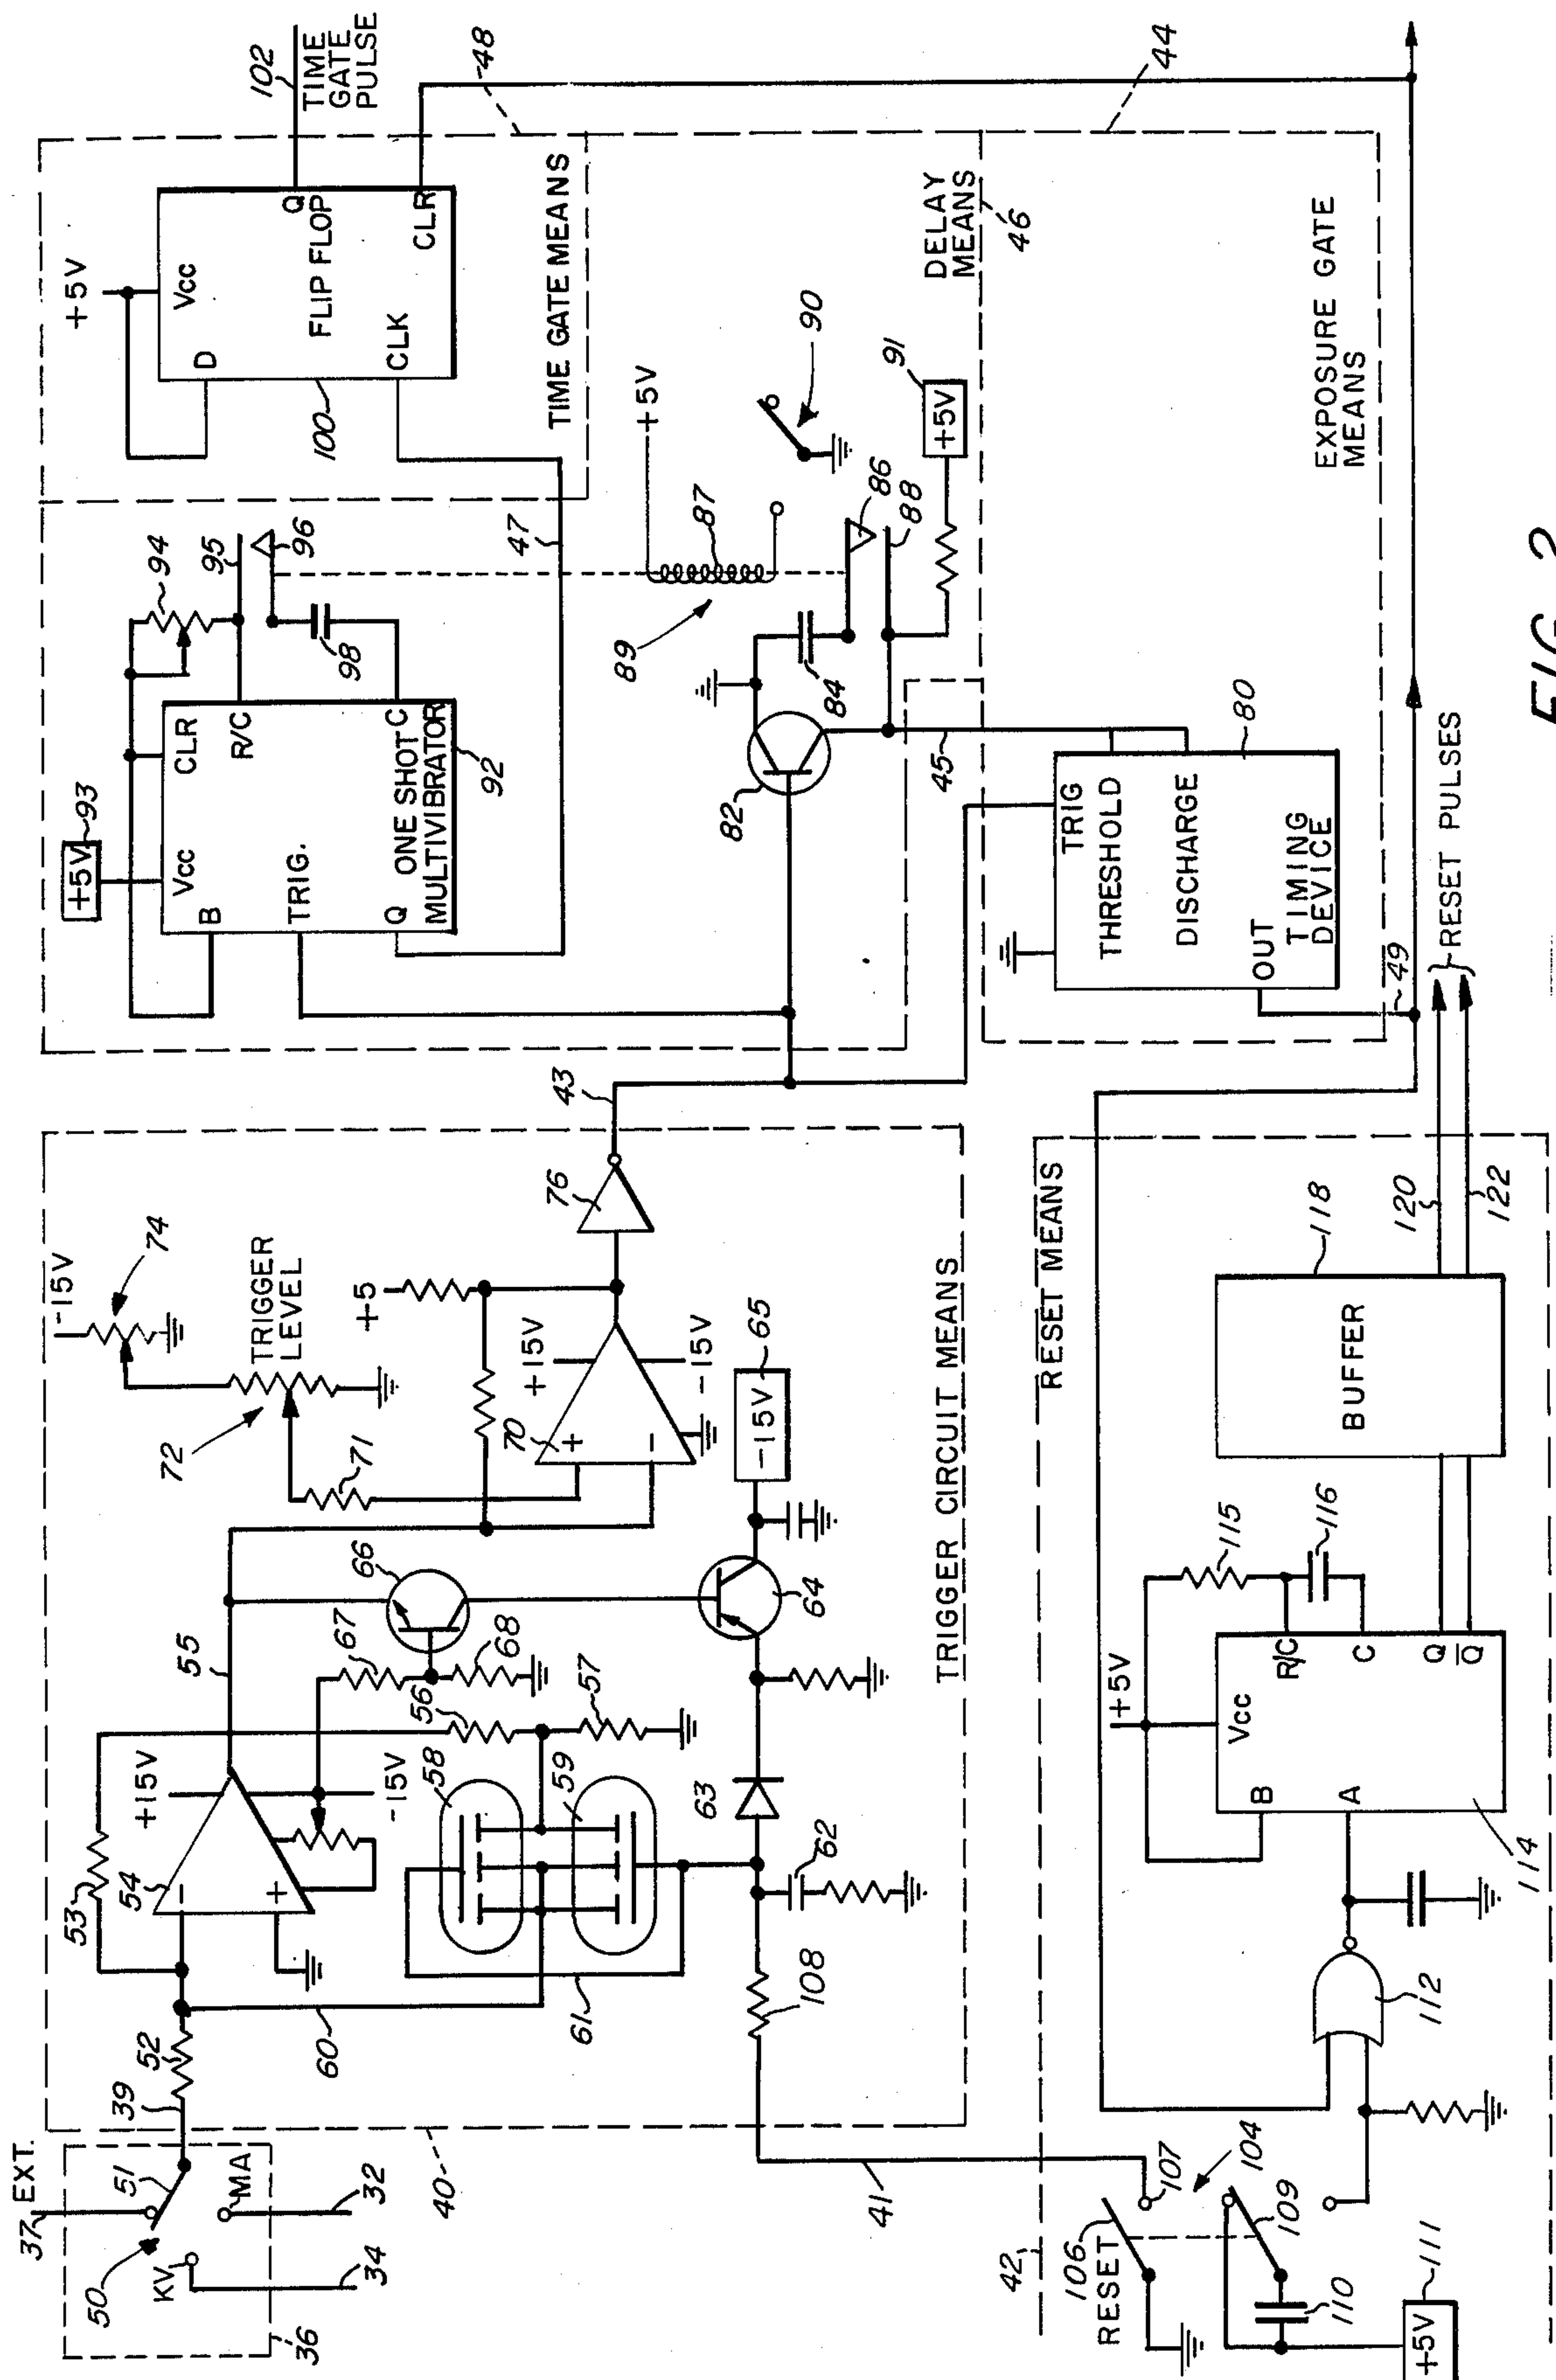 EXT.
37
50
51
KV
MA
36
34
32
39
52
40
53
54
−
+
+15V
−15V
55
60
61
58
59
56
57
67
68
66
62
63
64
65
−15V
108
41
70
+
−
+15V
−15V
71
72
TRIGGER
LEVEL
74
−15V
+5
76
43
TRIGGER CIRCUIT MEANS
+5V
93
Vcc
CLR
B
R/C
TRIG.
Q
C
ONE SHOT
MULTIVIBRATOR
92
94
95
96
98
47
+5V
Vcc
D
Q
FLIP FLOP
CLK
CLR
100
102
TIME
GATE
PULSE
TIME GATE MEANS
48
82
84
86
87
88
89
90
+5V
91
+5V
DELAY
MEANS
46
45
44
TRIG
THRESHOLD
DISCHARGE
OUT
TIMING
DEVICE
80
49
EXPOSURE GATE
MEANS
RESET MEANS
42
106
RESET
107
104
109
110
111
+5V
112
+5V
Vcc
B
A
R/C
C
Q
Q̅
114
115
116
BUFFER
118
120
122
RESET PULSES
FIG. 2